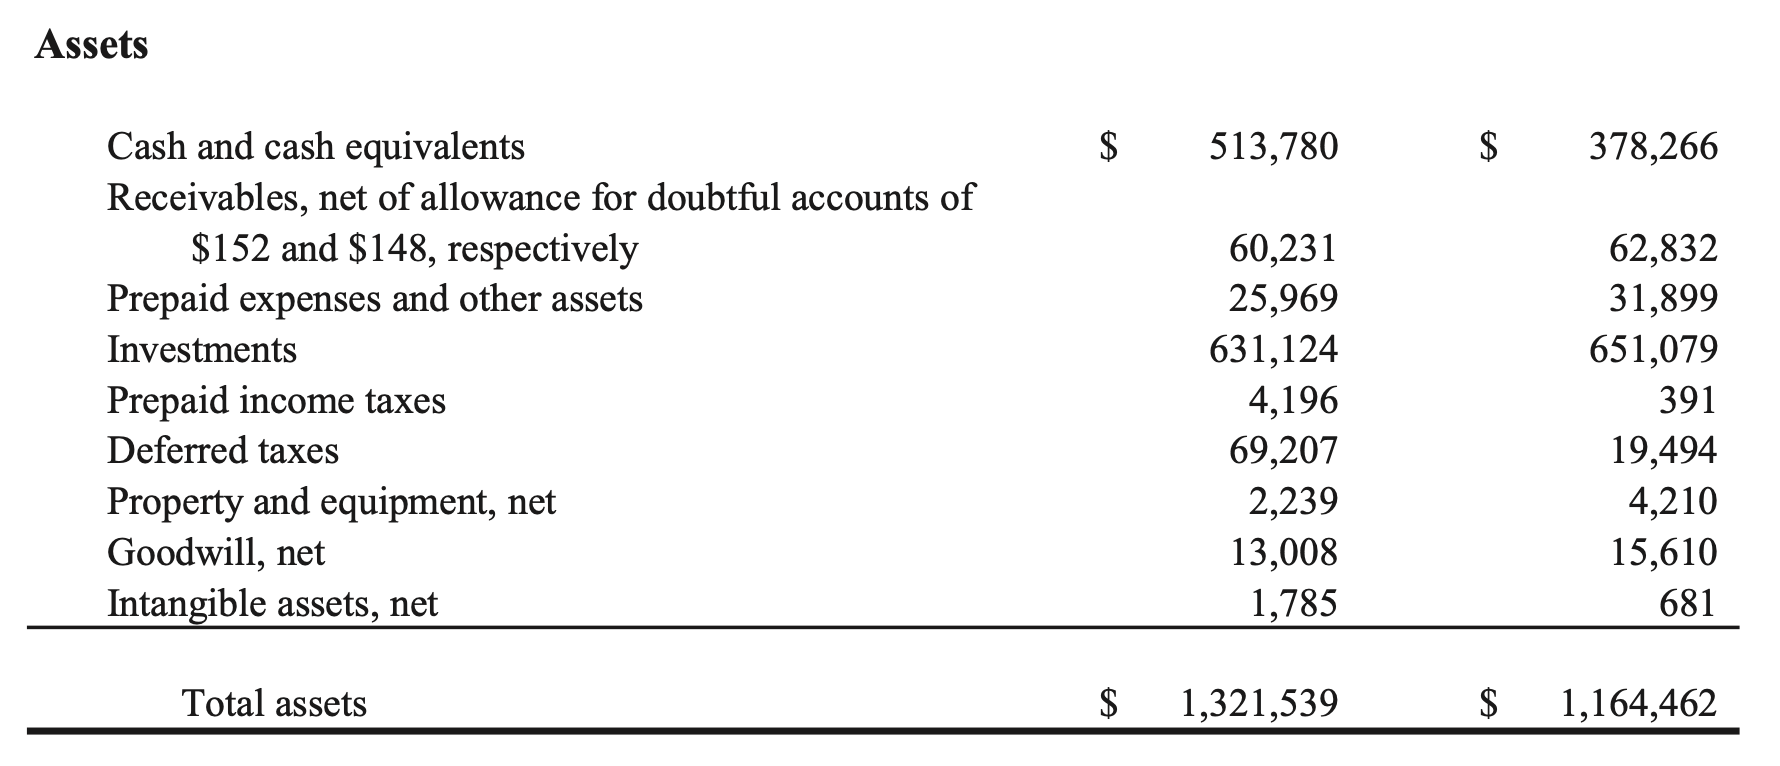 Assets
Cash and cash equivalents $ 513,780 $ 378,266
Receivables, net of allowance for doubtful accounts of
$152 and $148, respectively 60,231 62,832
Prepaid expenses and other assets 25,969 31,899
Investments 631,124 651,079
Prepaid income taxes 4,196 391
Deferred taxes 69,207 19,494
Property and equipment, net 2,239 4,210
Goodwill, net 13,008 15,610
Intangible assets, net 1,785 681
Total assets $ 1,321,539 $ 1,164,462